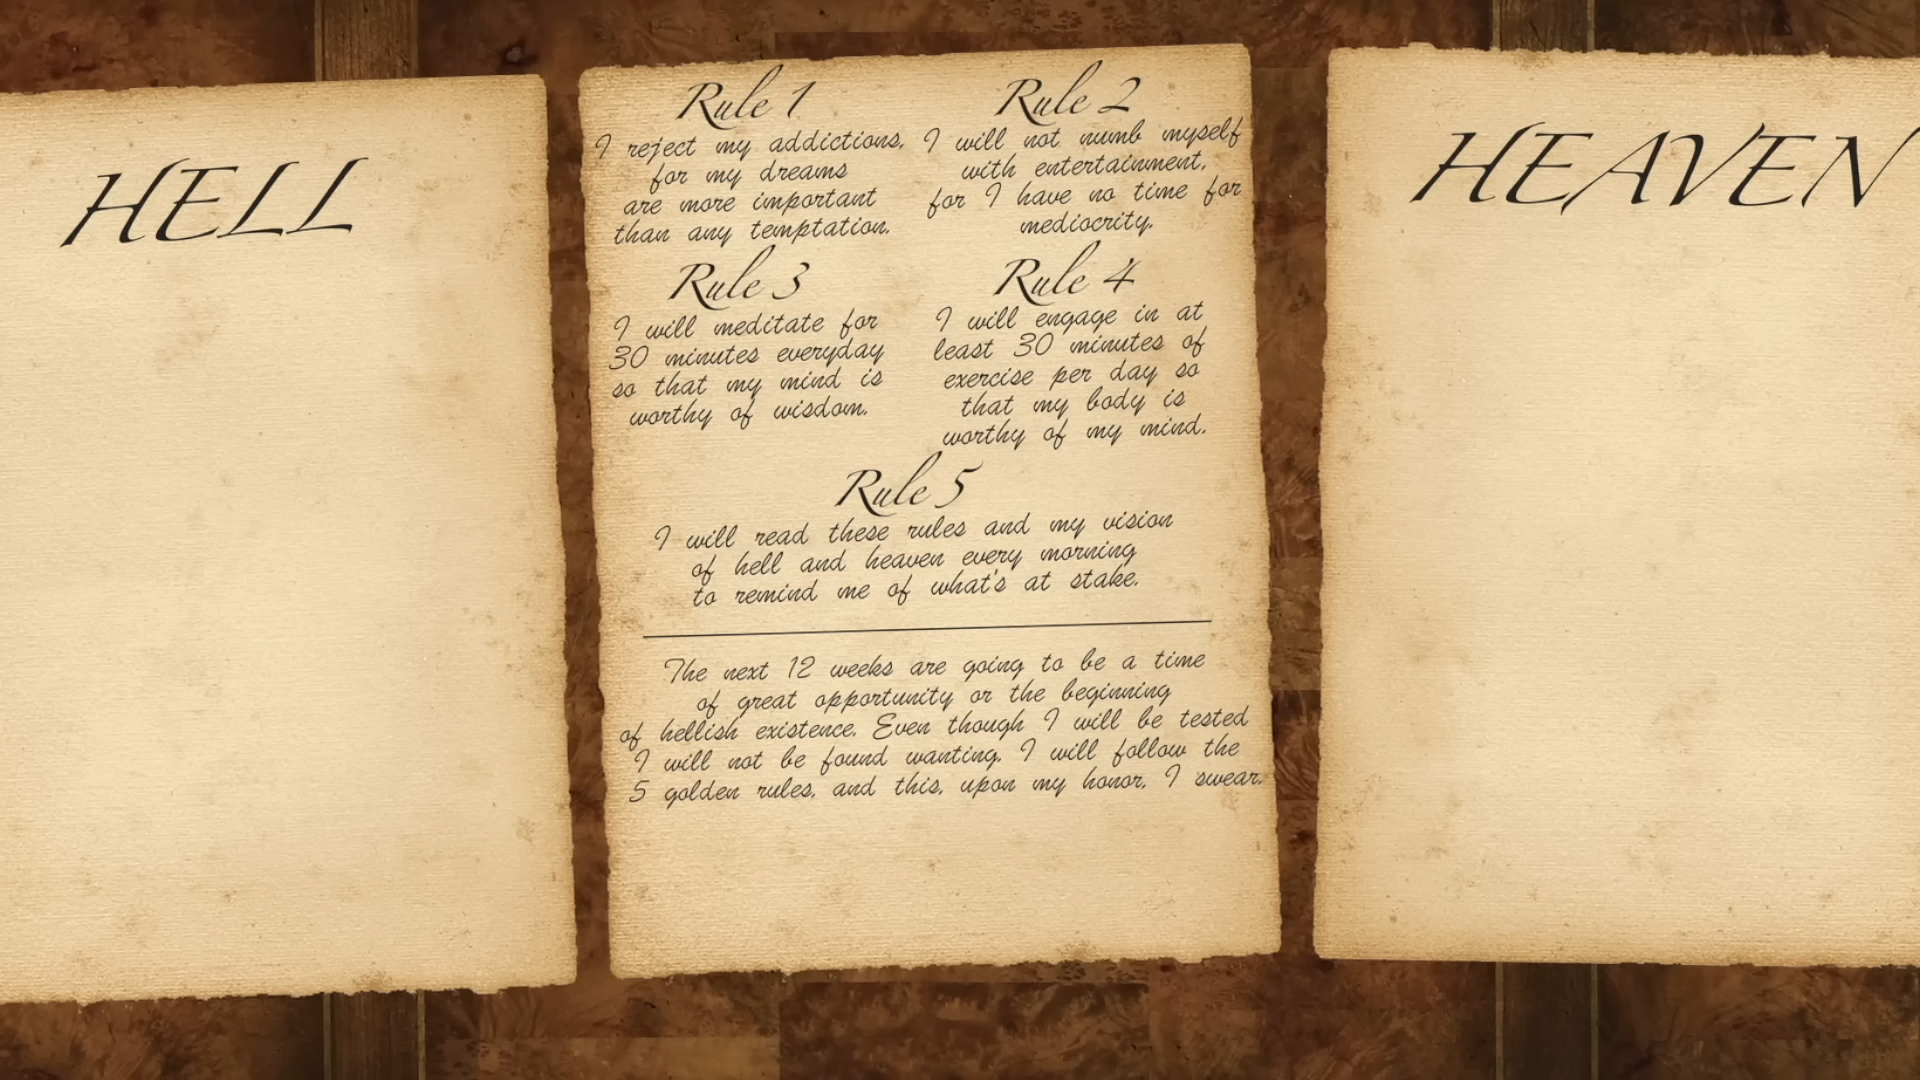 HELL
Rule 1
I reject my addictions,
for my dreams
are more important
than any temptation.
Rule 2
I will not numb myself
with entertainment,
for I have no time for
mediocrity.
Rule 3
I will meditate for
30 minutes everyday
so that my mind is
worthy of wisdom.
Rule 4
I will engage in at
least 30 minutes of
exercise per day so
that my body is
worthy of my mind.
Rule 5
I will read these rules and my vision
of hell and heaven every morning
to remind me of what's at stake.
The next 12 weeks are going to be a time
of great opportunity or the beginning
of hellish existence. Even though I will be tested
I will not be found wanting. I will follow the
5 golden rules, and this, upon my honor, I swear.
HEAVEN